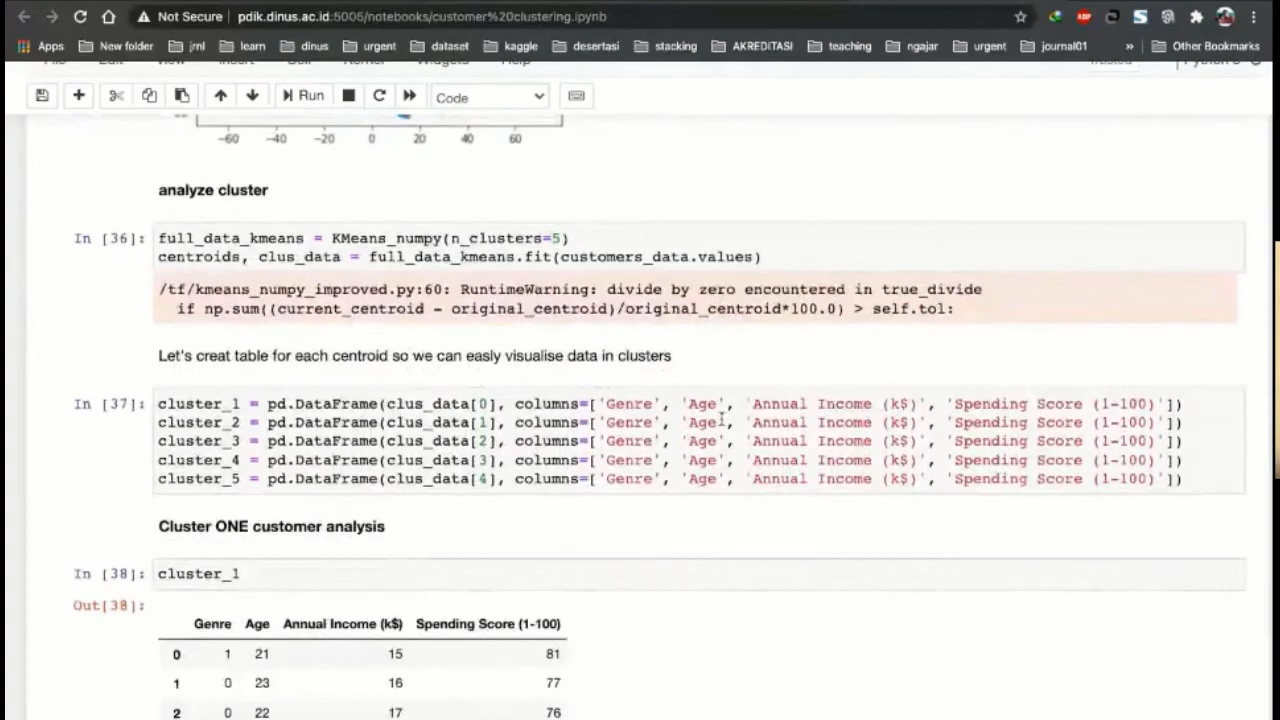 Not Secure | pdik.dinus.ac.id:5005/notebooks/customer%20clustering.ipynb
Apps New folder jrnl learn dinus urgent dataset kaggle desertasi stacking AKREDITASI teaching ngajar urgent journal01 » Other Bookmarks
Run Code
-60 -40 -20 0 20 40 60
analyze cluster
In [36]: full_data_kmeans = KMeans_numpy(n_clusters=5)
centroids, clus_data = full_data_kmeans.fit(customers_data.values)
/tf/kmeans_numpy_improved.py:60: RuntimeWarning: divide by zero encountered in true_divide
if np.sum((current_centroid - original_centroid)/original_centroid*100.0) > self.tol:
Let's creat table for each centroid so we can easly visualise data in clusters
In [37]: cluster_1 = pd.DataFrame(clus_data[0], columns=['Genre', 'Age', 'Annual Income (k$)', 'Spending Score (1-100)'])
cluster_2 = pd.DataFrame(clus_data[1], columns=['Genre', 'Age', 'Annual Income (k$)', 'Spending Score (1-100)'])
cluster_3 = pd.DataFrame(clus_data[2], columns=['Genre', 'Age', 'Annual Income (k$)', 'Spending Score (1-100)'])
cluster_4 = pd.DataFrame(clus_data[3], columns=['Genre', 'Age', 'Annual Income (k$)', 'Spending Score (1-100)'])
cluster_5 = pd.DataFrame(clus_data[4], columns=['Genre', 'Age', 'Annual Income (k$)', 'Spending Score (1-100)'])
Cluster ONE customer analysis
In [38]: cluster_1
Out[38]:
Genre Age Annual Income (k$) Spending Score (1-100)
0 1 21 15 81
1 0 23 16 77
2 0 22 17 76